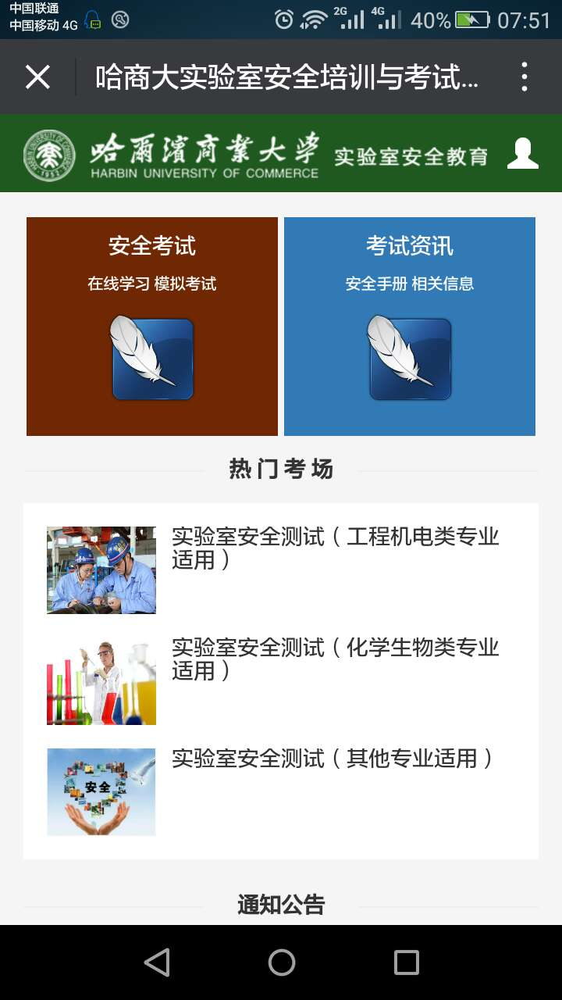 中国联通
中国移动 4G
2G
4G
40%
07:51
哈商大实验室安全培训与考试...
哈爾濱商業大学
HARBIN UNIVERSITY OF COMMERCE
实验室安全教育
安全考试
在线学习 模拟考试
考试资讯
安全手册 相关信息
热门考场
实验室安全测试（工程机电类专业
适用）
实验室安全测试（化学生物类专业
适用）
安全
实验室安全测试（其他专业适用）
通知公告